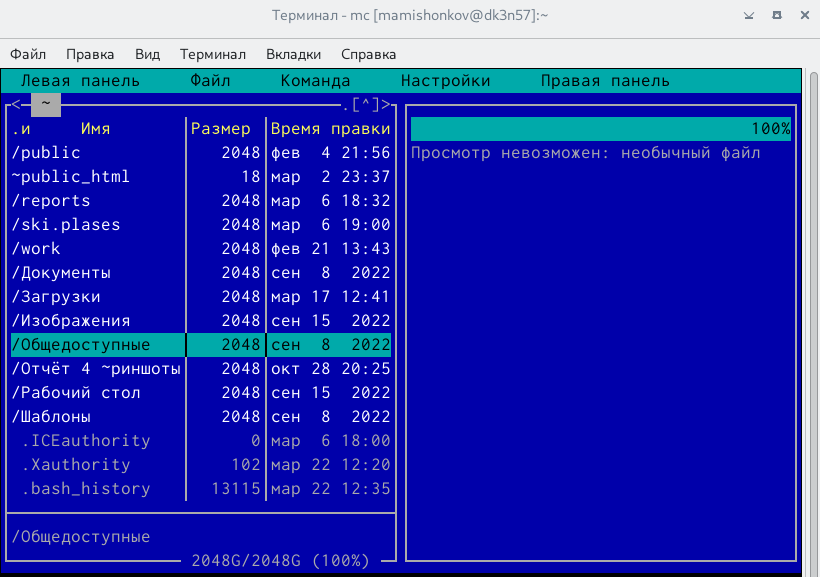 Терминал - mc [mamishonkov@dk3n57]:~
Файл Правка Вид Терминал Вкладки Справка
Левая панель Файл Команда Настройки Правая панель
<- ~ .[^]>
.и Имя Размер Время правки
/public 2048 фев 4 21:56
~public_html 18 мар 2 23:37
/reports 2048 мар 6 18:32
/ski.plases 2048 мар 6 19:00
/work 2048 фев 21 13:43
/Документы 2048 сен 8 2022
/Загрузки 2048 мар 17 12:41
/Изображения 2048 сен 15 2022
/Общедоступные 2048 сен 8 2022
/Отчёт 4 ~риншоты 2048 окт 28 20:25
/Рабочий стол 2048 сен 15 2022
/Шаблоны 2048 сен 8 2022
.ICEauthority 0 мар 6 18:00
.Xauthority 102 мар 22 12:20
.bash_history 13115 мар 22 12:35
/Общедоступные
2048G/2048G (100%)
100%
Просмотр невозможен: необычный файл